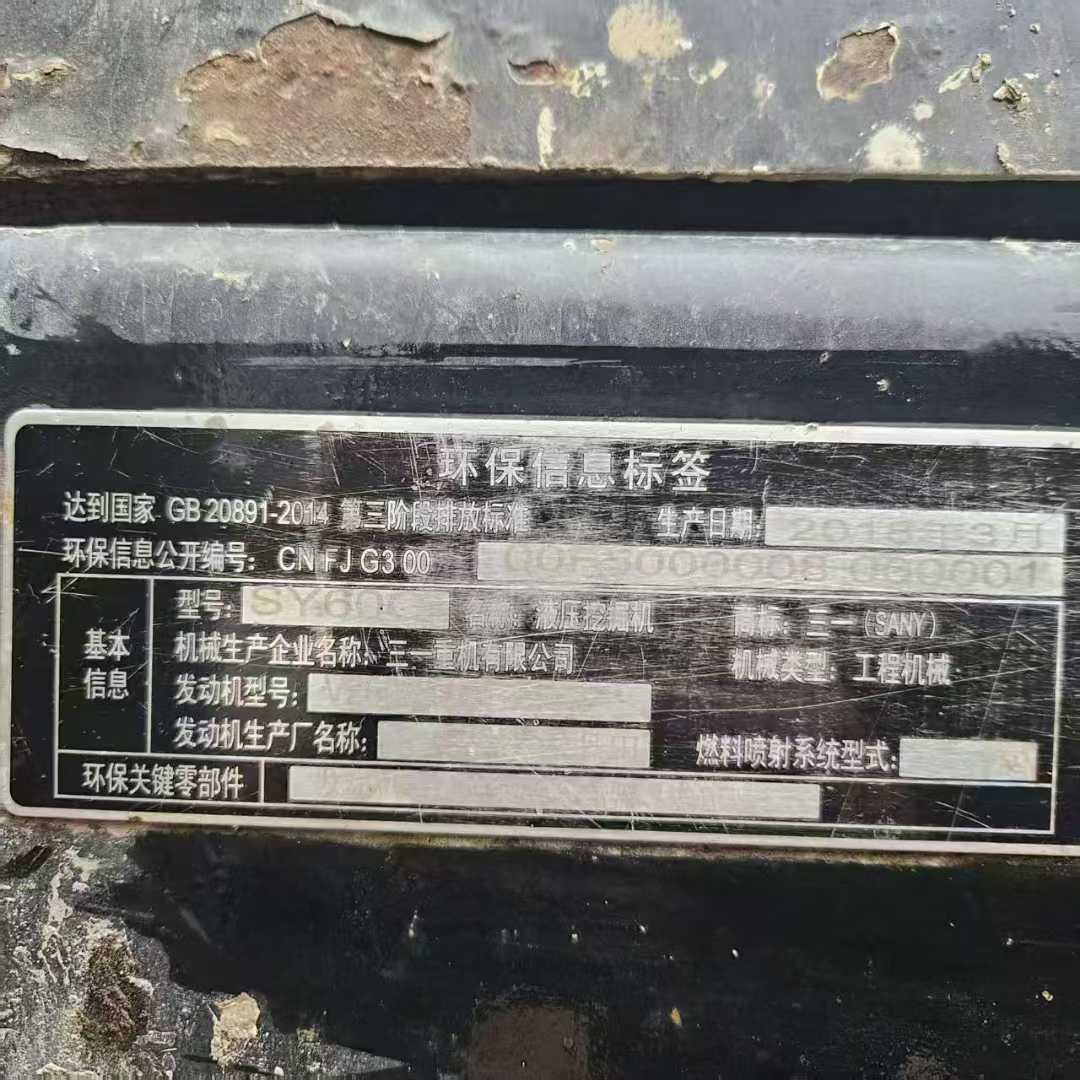 环保信息标签
达到国家 GB 20891-2014 第三阶段排放标准 生产日期: 3月
环保信息公开编号: CN FJ G3 00
基本信息
型号: SY60 名称: 液压挖掘机 商标: 三一 (SANY)
机械生产企业名称: 三一重机有限公司 机械类型: 工程机械
发动机型号:
发动机生产厂名称: 燃料喷射系统型式:
环保关键零部件